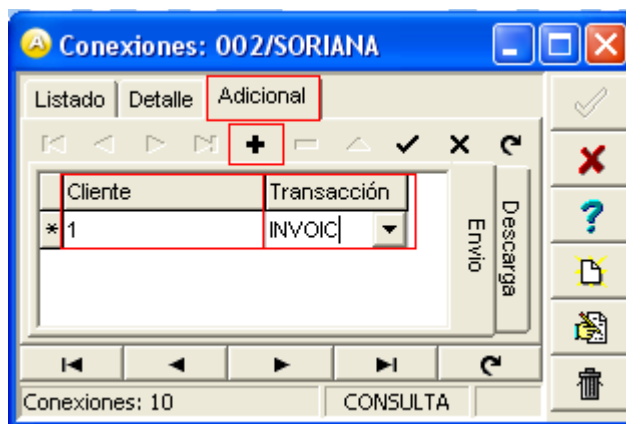 Conexiones: 002/SORIANA
Listado Detalle Adicional
Cliente Transacción
* 1 INVOIC
Envio
Descarga
Conexiones: 10 CONSULTA